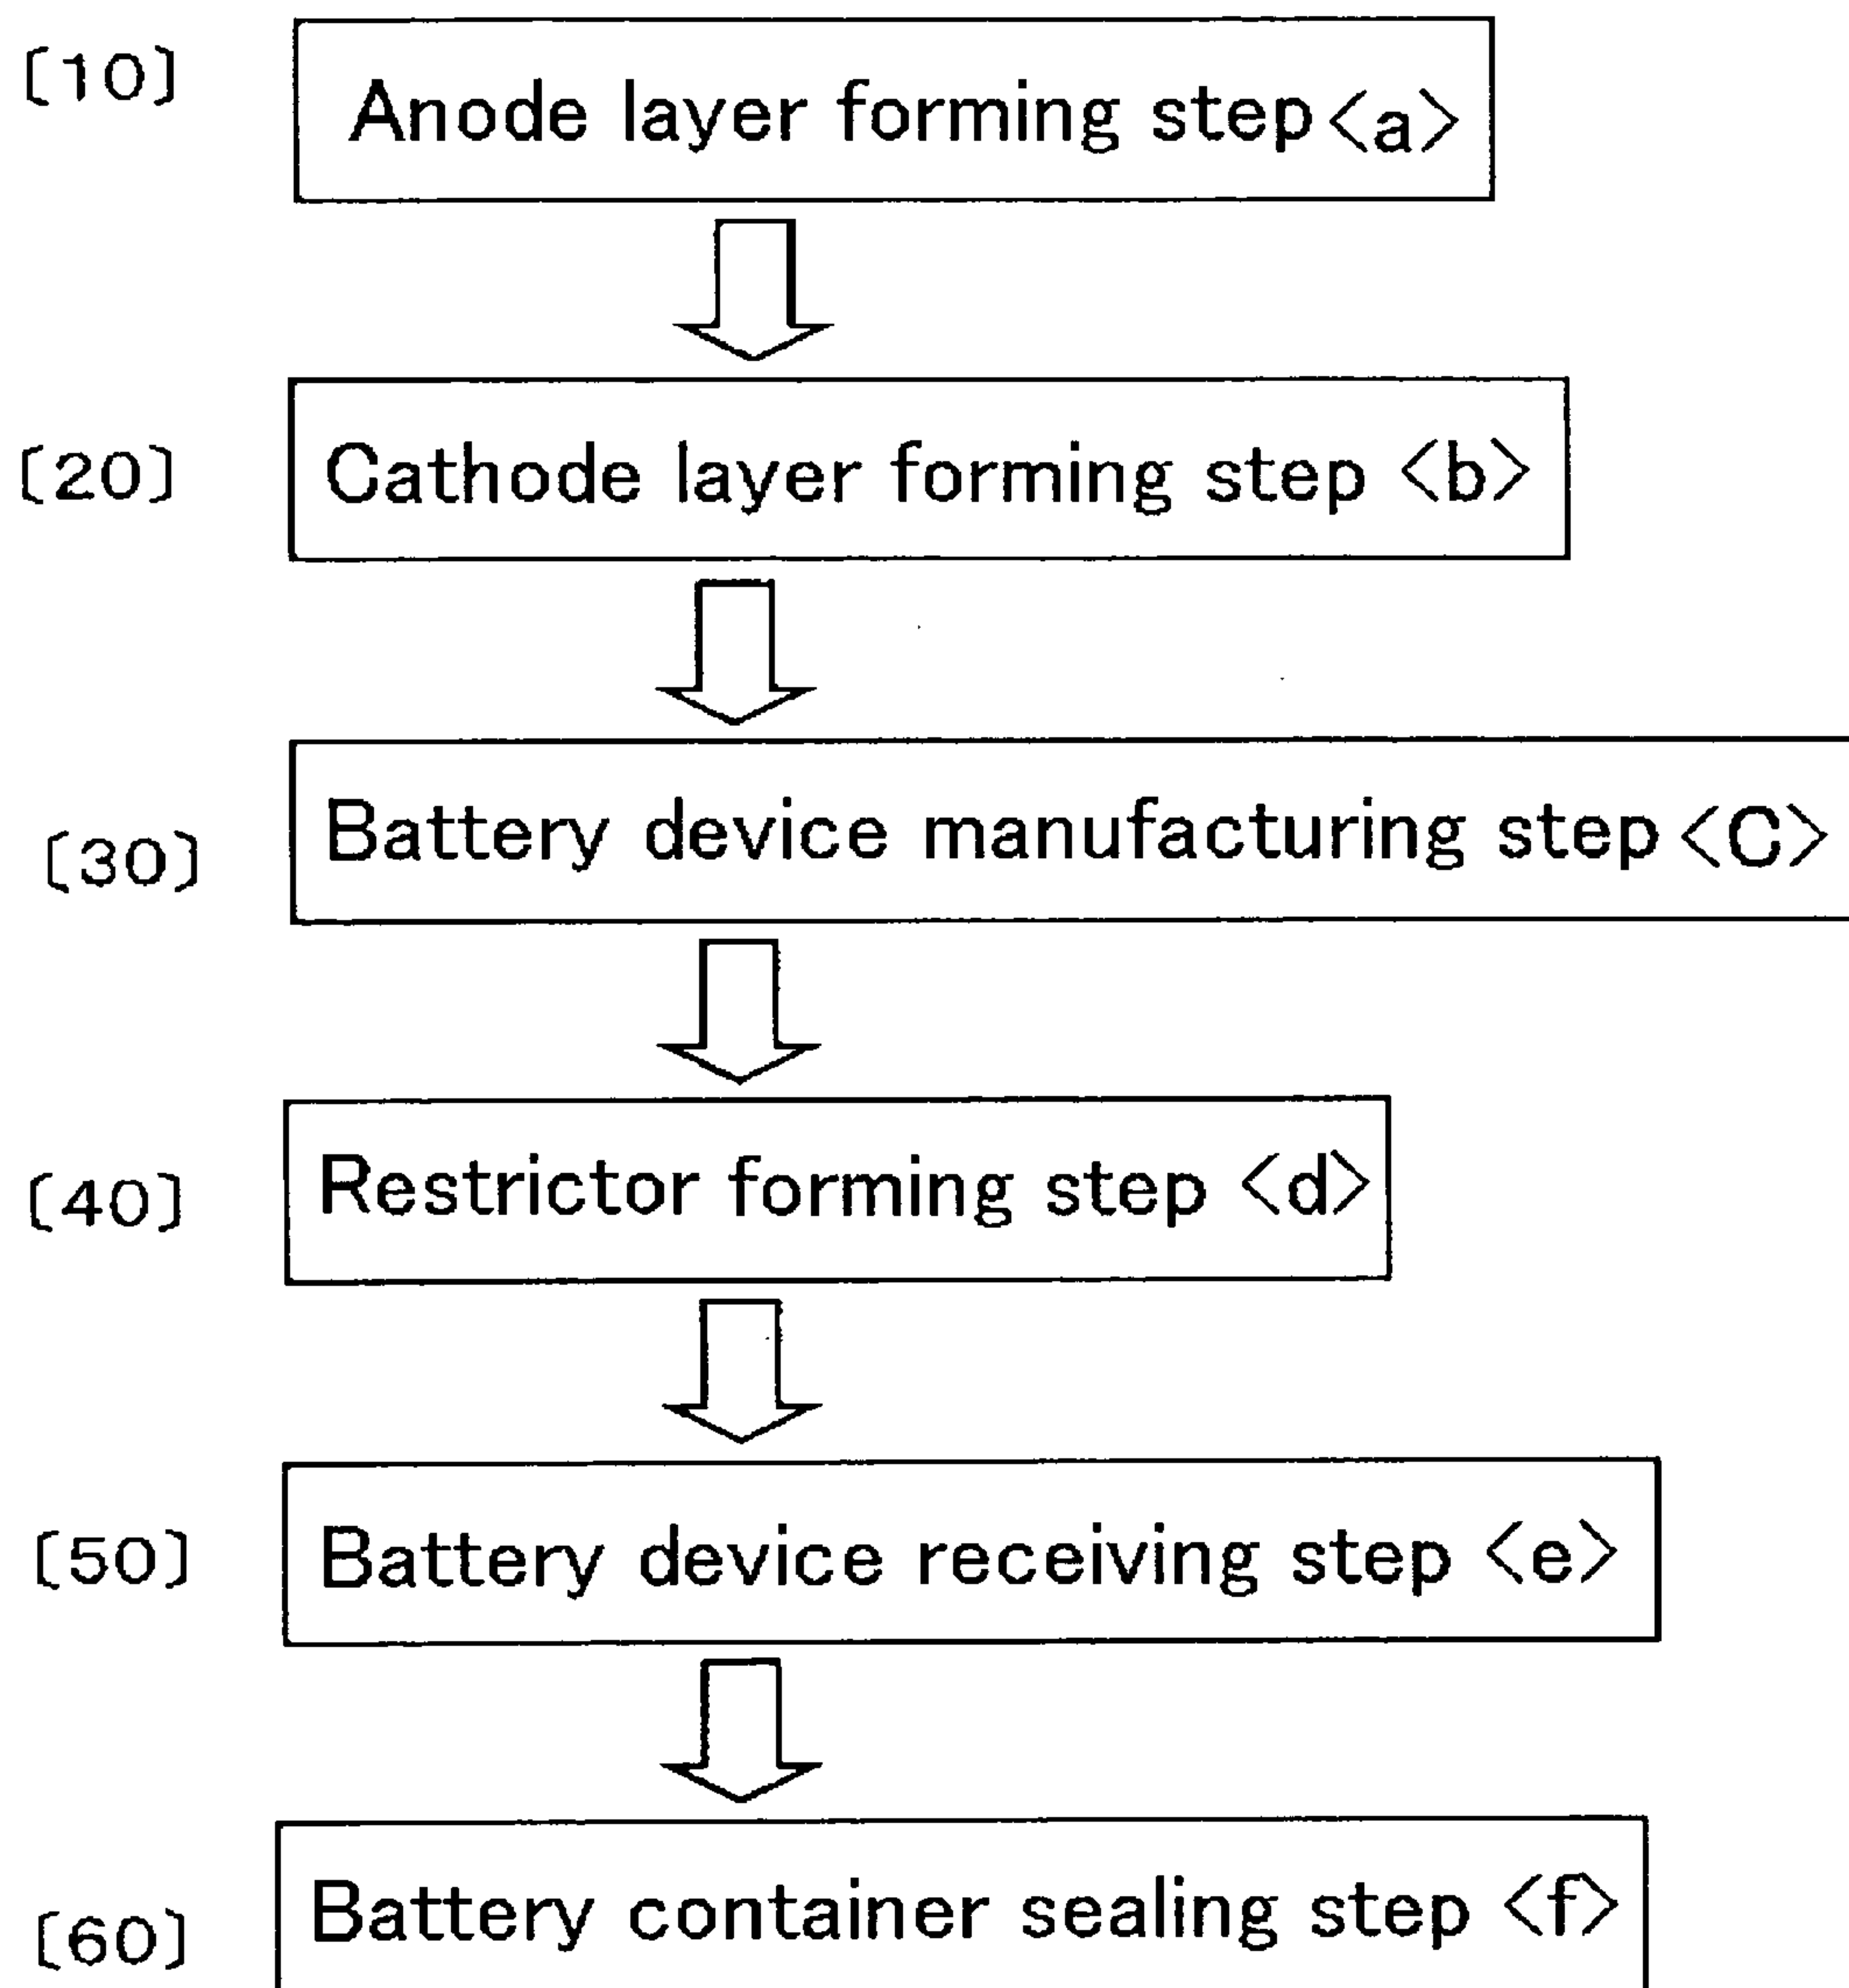 [10] Anode layer forming step<a>
[20] Cathode layer forming step <b>
[30] Battery device manufacturing step<C>
[40] Restrictor forming step <d>
[50] Battery device receiving step <e>
[60] Battery container sealing step <f>